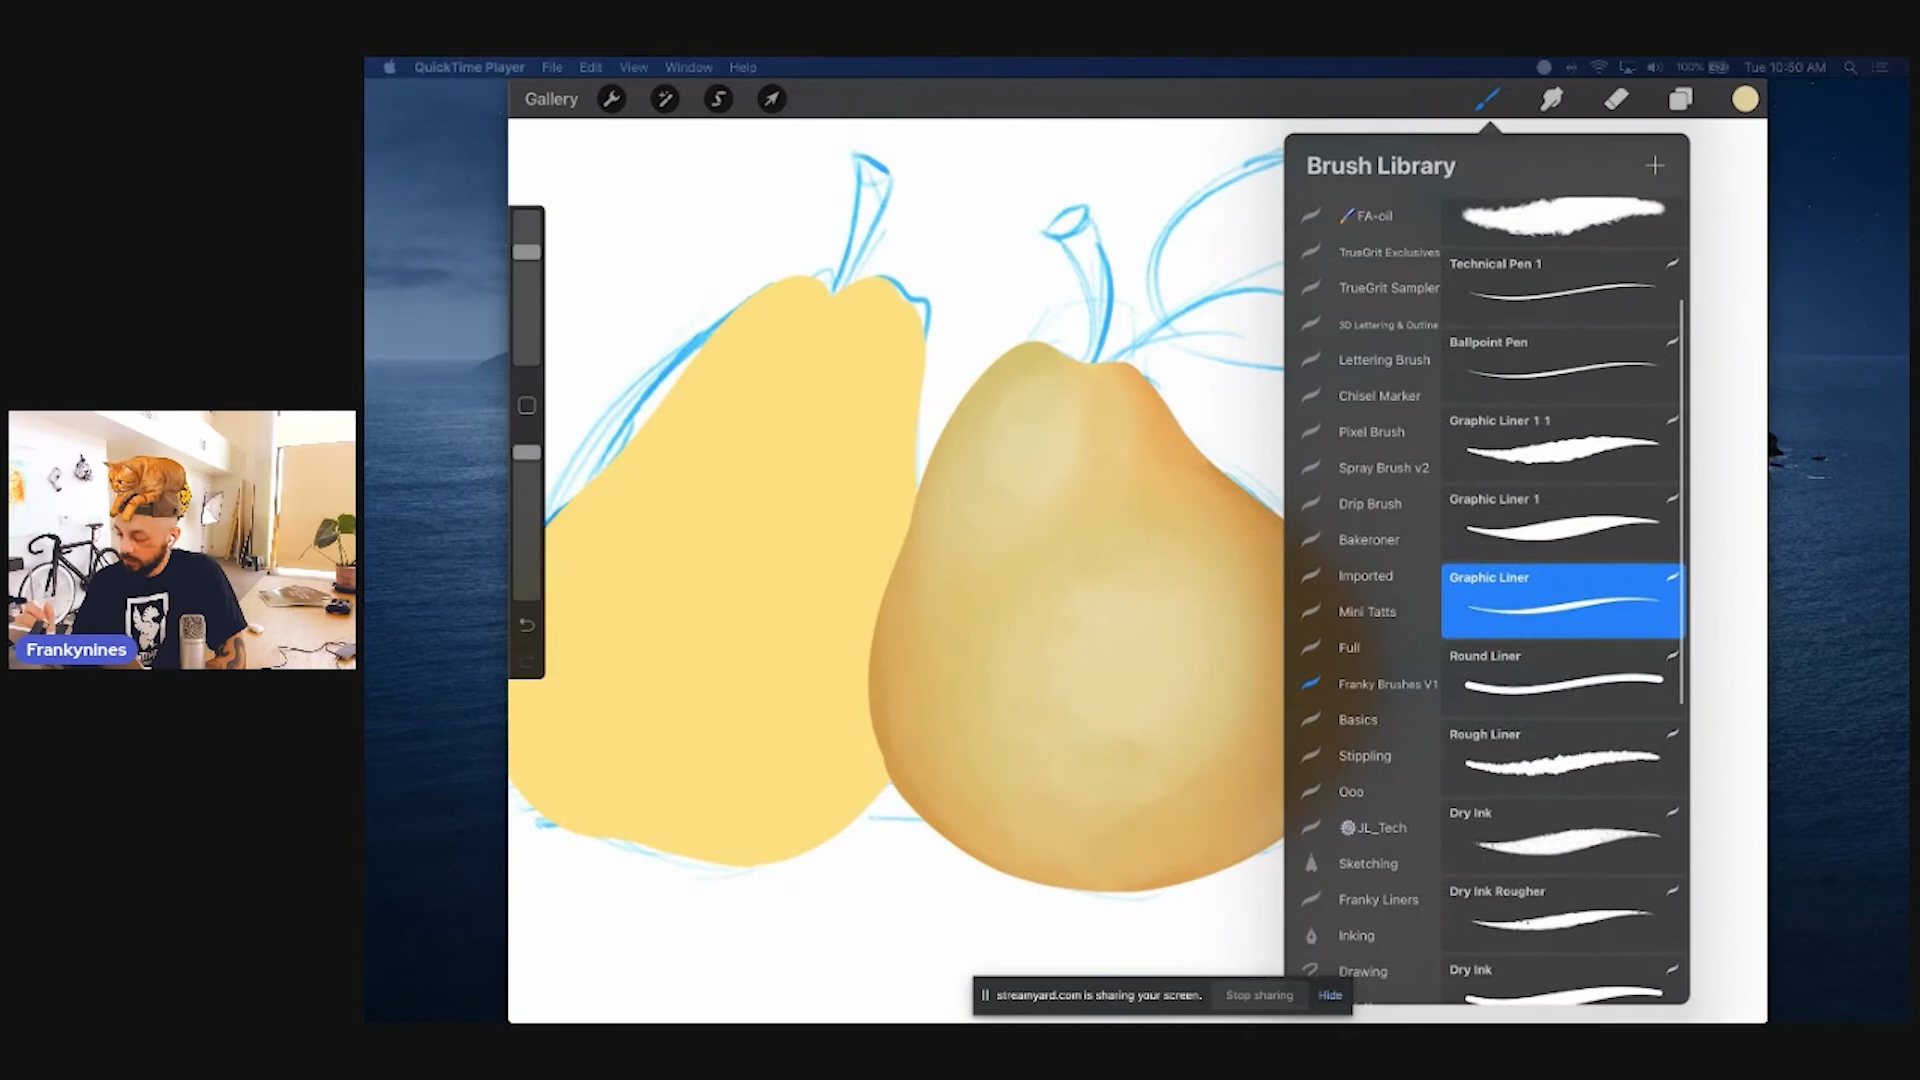 QuickTime Player File Edit View Window Help
100% Tue 10:50 AM
Gallery
Brush Library
FA-oil
TrueGrit Exclusives
TrueGrit Sampler
3D Lettering & Outline
Lettering Brush
Chisel Marker
Pixel Brush
Spray Brush v2
Drip Brush
Bakeroner
Imported
Mini Tatts
Full
Franky Brushes V1
Basics
Stippling
Ooo
JL_Tech
Sketching
Franky Liners
Inking
Drawing
Technical Pen 1
Ballpoint Pen
Graphic Liner 1 1
Graphic Liner 1
Graphic Liner
Round Liner
Rough Liner
Dry Ink
Dry Ink Rougher
Dry Ink
Frankynines
streamyard.com is sharing your screen. Stop sharing Hide